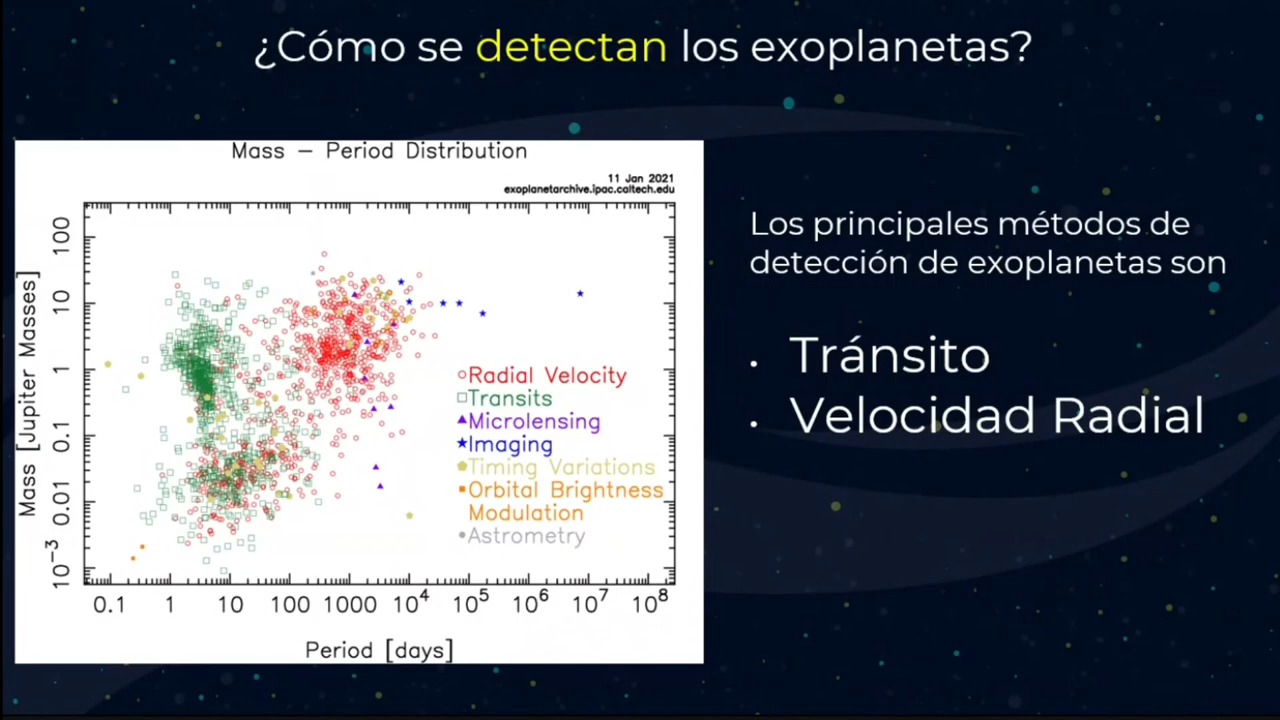 ¿Cómo se detectan los exoplanetas?
Mass – Period Distribution
11 Jan 2021
exoplanetarchive.ipac.caltech.edu
Mass [Jupiter Masses]
100
10
1
0.1
0.01
10⁻³
Radial Velocity
Transits
Microlensing
Imaging
Timing Variations
Orbital Brightness
Modulation
Astrometry
0.1 1 10 100 1000 10⁴ 10⁵ 10⁶ 10⁷ 10⁸
Period [days]
Los principales métodos de
detección de exoplanetas son
• Tránsito
• Velocidad Radial